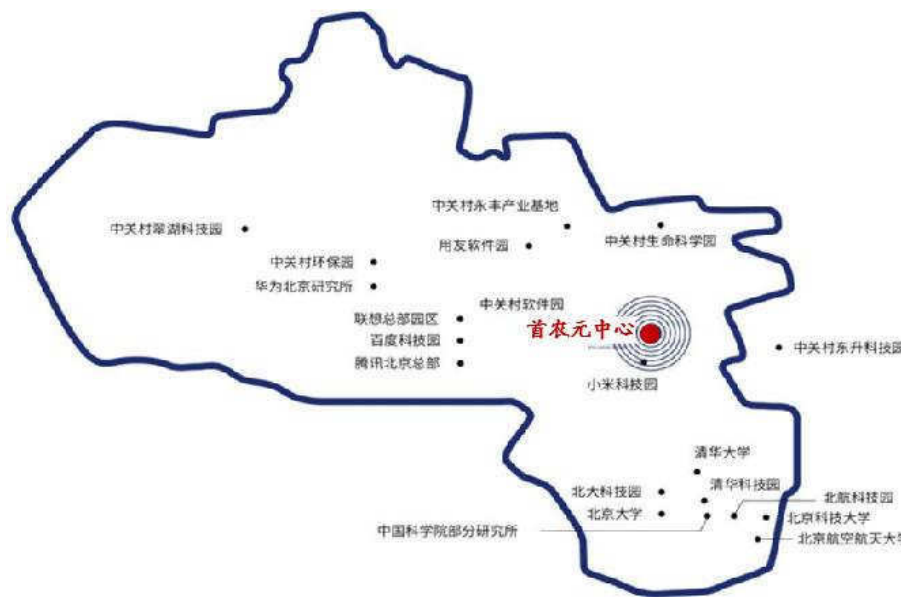 中关村永丰产业基地
中关村翠湖科技园
中关村生命科学园
用友软件园
中关村环保园
华为北京研究所
中关村软件园
联想总部园区
首农元中心
百度科技园
中关村东升科技园
腾讯北京总部
小米科技园
清华大学
清华科技园
北大科技园
北航科技园
北京大学
北京科技大学
中国科学院部分研究所
北京航空航天大学